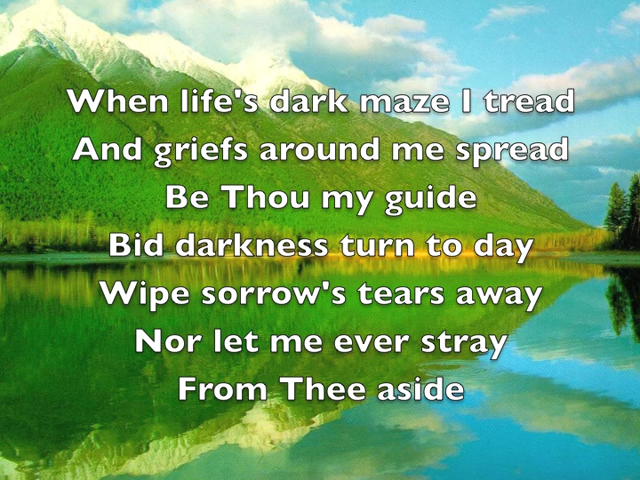 When life's dark maze I tread
And griefs around me spread
Be Thou my guide
Bid darkness turn to day
Wipe sorrow's tears away
Nor let me ever stray
From Thee aside